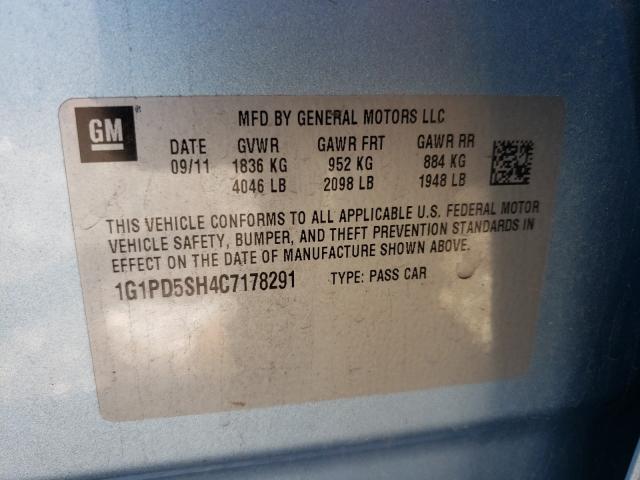 GM
MFD BY GENERAL MOTORS LLC
DATE GVWR GAWR FRT GAWR RR
09/11 1836 KG 952 KG 884 KG
4046 LB 2098 LB 1948 LB
THIS VEHICLE CONFORMS TO ALL APPLICABLE U.S. FEDERAL MOTOR
VEHICLE SAFETY, BUMPER, AND THEFT PREVENTION STANDARDS IN
EFFECT ON THE DATE OF MANUFACTURE SHOWN ABOVE.
1G1PD5SH4C7178291 TYPE: PASS CAR